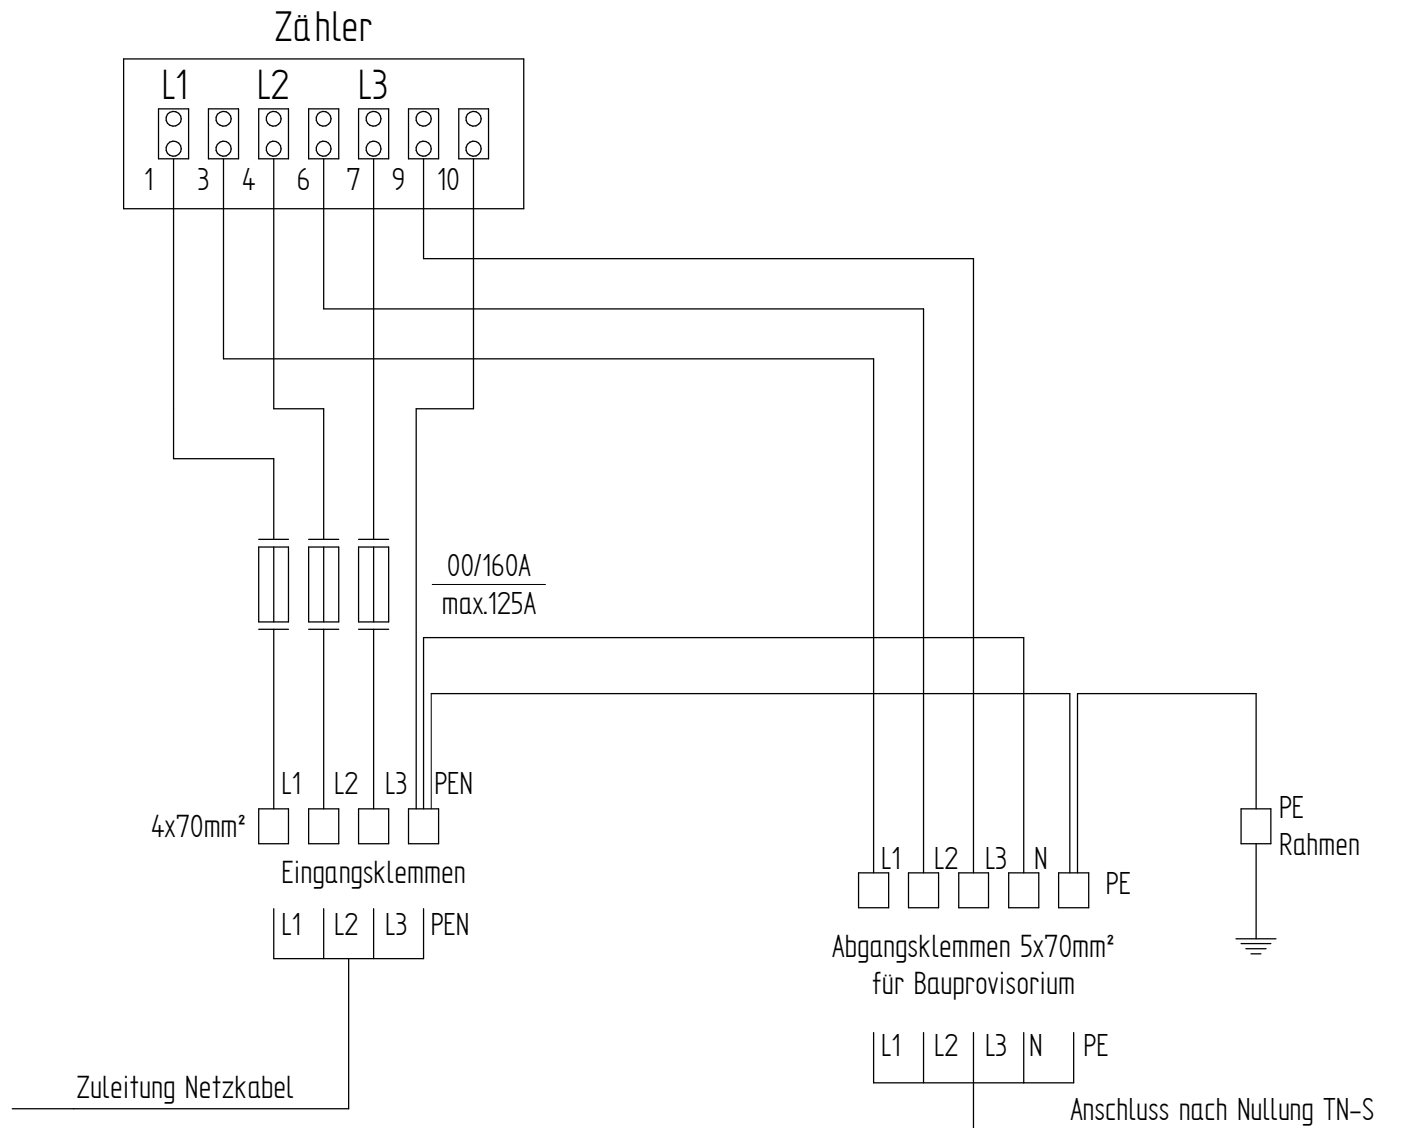 Zähler
L1 L2 L3
1 3 4 6 7 9 10
00/160A
max.125A
L1 L2 L3 PEN
4x70mm²
Eingangsklemmen
L1 L2 L3 PEN
Zuleitung Netzkabel
PE
Rahmen
L1 L2 L3 N PE
Abgangsklemmen 5x70mm²
für Bauprovisorium
L1 L2 L3 N PE
Anschluss nach Nullung TN-S